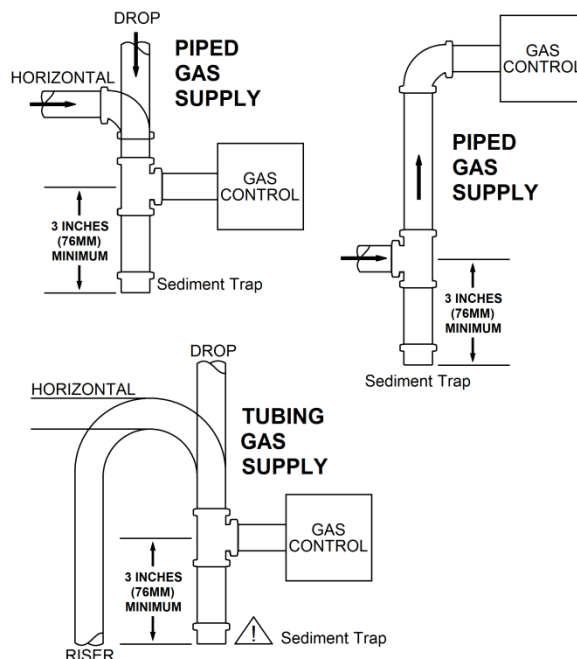 DROP
HORIZONTAL
PIPED
GAS
SUPPLY
GAS
CONTROL
3 INCHES
(76MM)
MINIMUM
Sediment Trap
GAS
CONTROL
PIPED
GAS
SUPPLY
3 INCHES
(76MM)
MINIMUM
Sediment Trap
DROP
HORIZONTAL
TUBING
GAS
SUPPLY
GAS
CONTROL
3 INCHES
(76MM)
MINIMUM
! Sediment Trap
RISER